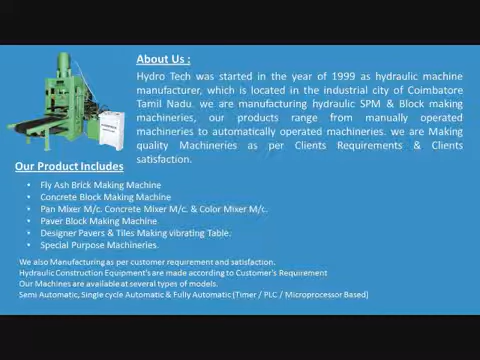 About Us :
Hydro Tech was started in the year of 1999 as hydraulic machine
manufacturer, which is located in the industrial city of Coimbatore
Tamil Nadu. we are manufacturing hydraulic SPM & Block making
machineries, our products range from manually operated
machineries to automatically operated machineries. we are Making
quality Machineries as per Clients Requirements & Clients
satisfaction.
Our Product Includes
• Fly Ash Brick Making Machine
• Concrete Block Making Machine
• Pan Mixer M/c. Concrete Mixer M/c. & Color Mixer M/c.
• Paver Block Making Machine
• Designer Pavers & Tiles Making vibrating Table.
• Special Purpose Machineries.
We also Manufacturing as per customer requirement and satisfaction.
Hydraulic Construction Equipment's are made according to Customer's Requirement
Our Machines are available at several types of models.
Semi Automatic, Single cycle Automatic & Fully Automatic (Timer / PLC / Microprocessor Based)